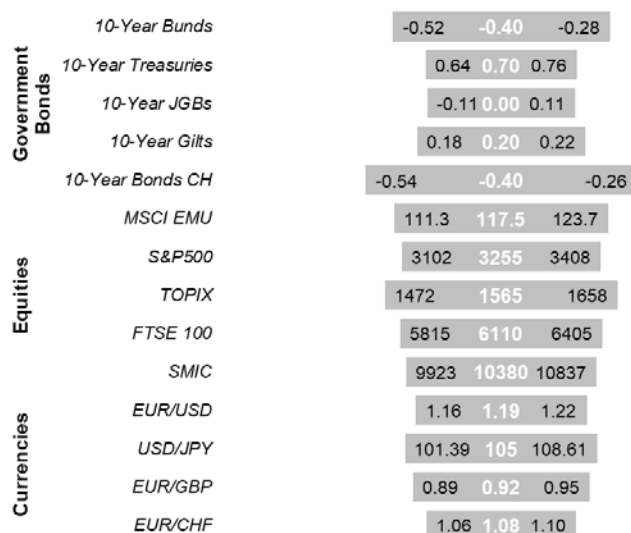 Government Bonds
10-Year Bunds -0.52 -0.40 -0.28
10-Year Treasuries 0.64 0.70 0.76
10-Year JGBs -0.11 0.00 0.11
10-Year Gilts 0.18 0.20 0.22
10-Year Bonds CH -0.54 -0.40 -0.26
Equities
MSCI EMU 111.3 117.5 123.7
S&P500 3102 3255 3408
TOPIX 1472 1565 1658
FTSE 100 5815 6110 6405
SMIC 9923 10380 10837
Currencies
EUR/USD 1.16 1.19 1.22
USD/JPY 101.39 105 108.61
EUR/GBP 0.89 0.92 0.95
EUR/CHF 1.06 1.08 1.10